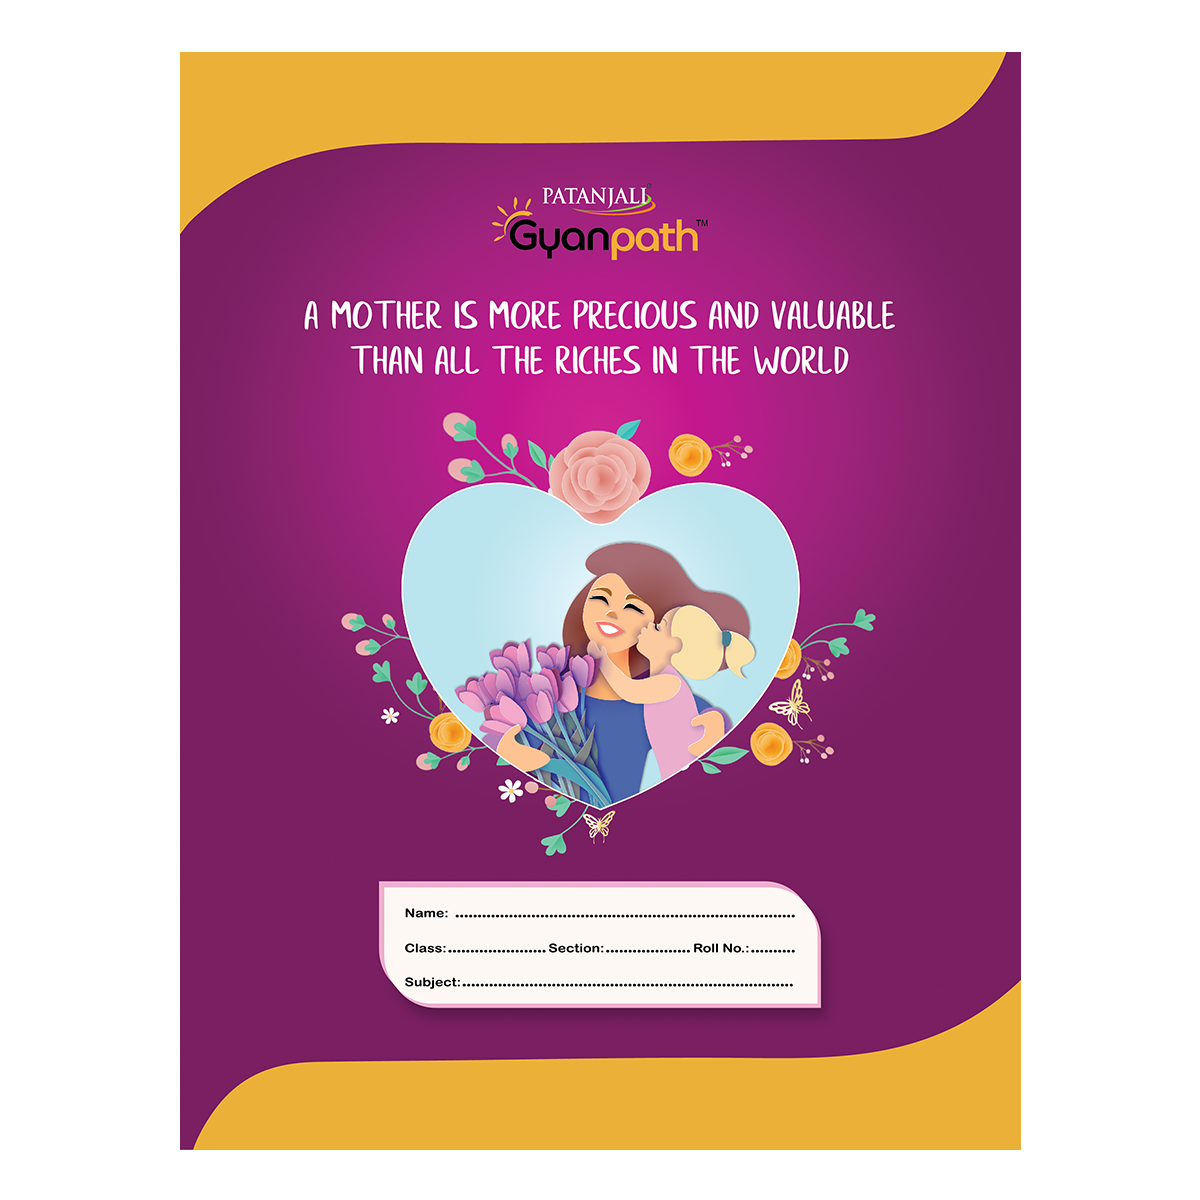 PATANJALI
Gyanpath™
A MOTHER IS MORE PRECIOUS AND VALUABLE
THAN ALL THE RICHES IN THE WORLD
Name: ................................................................................
Class:....................... Section:.................... Roll No.:..........
Subject:..............................................................................